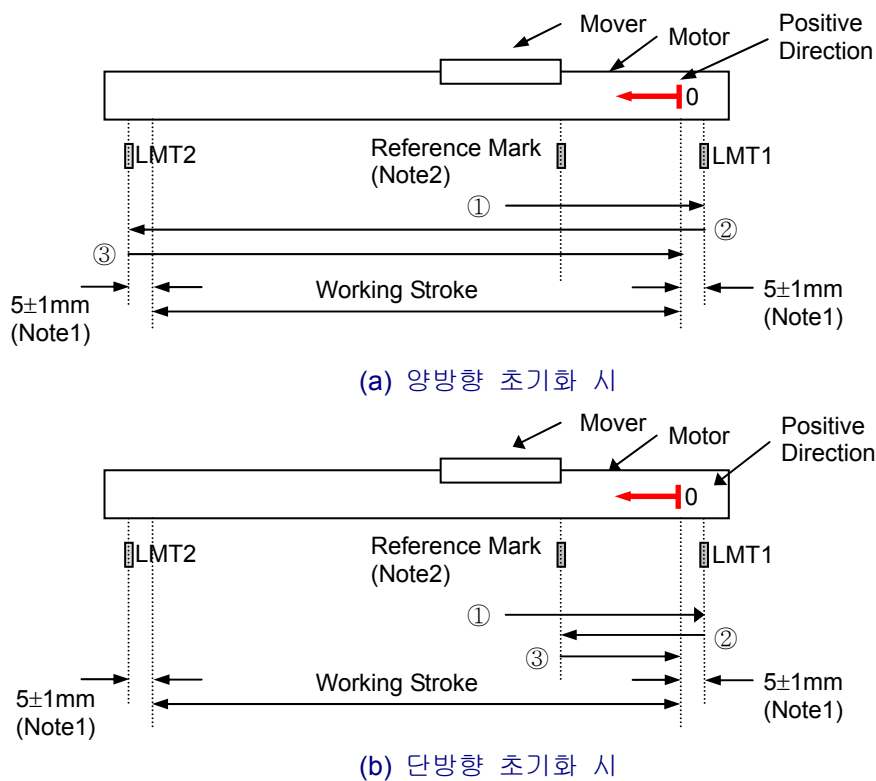 Mover
Motor
Positive
Direction
0
LMT2
Reference Mark
(Note2)
LMT1
①
②
③
5±1mm
(Note1)
Working Stroke
5±1mm
(Note1)
(a) 양방향 초기화 시
Mover
Motor
Positive
Direction
0
LMT2
Reference Mark
(Note2)
LMT1
①
②
③
5±1mm
(Note1)
Working Stroke
5±1mm
(Note1)
(b) 단방향 초기화 시